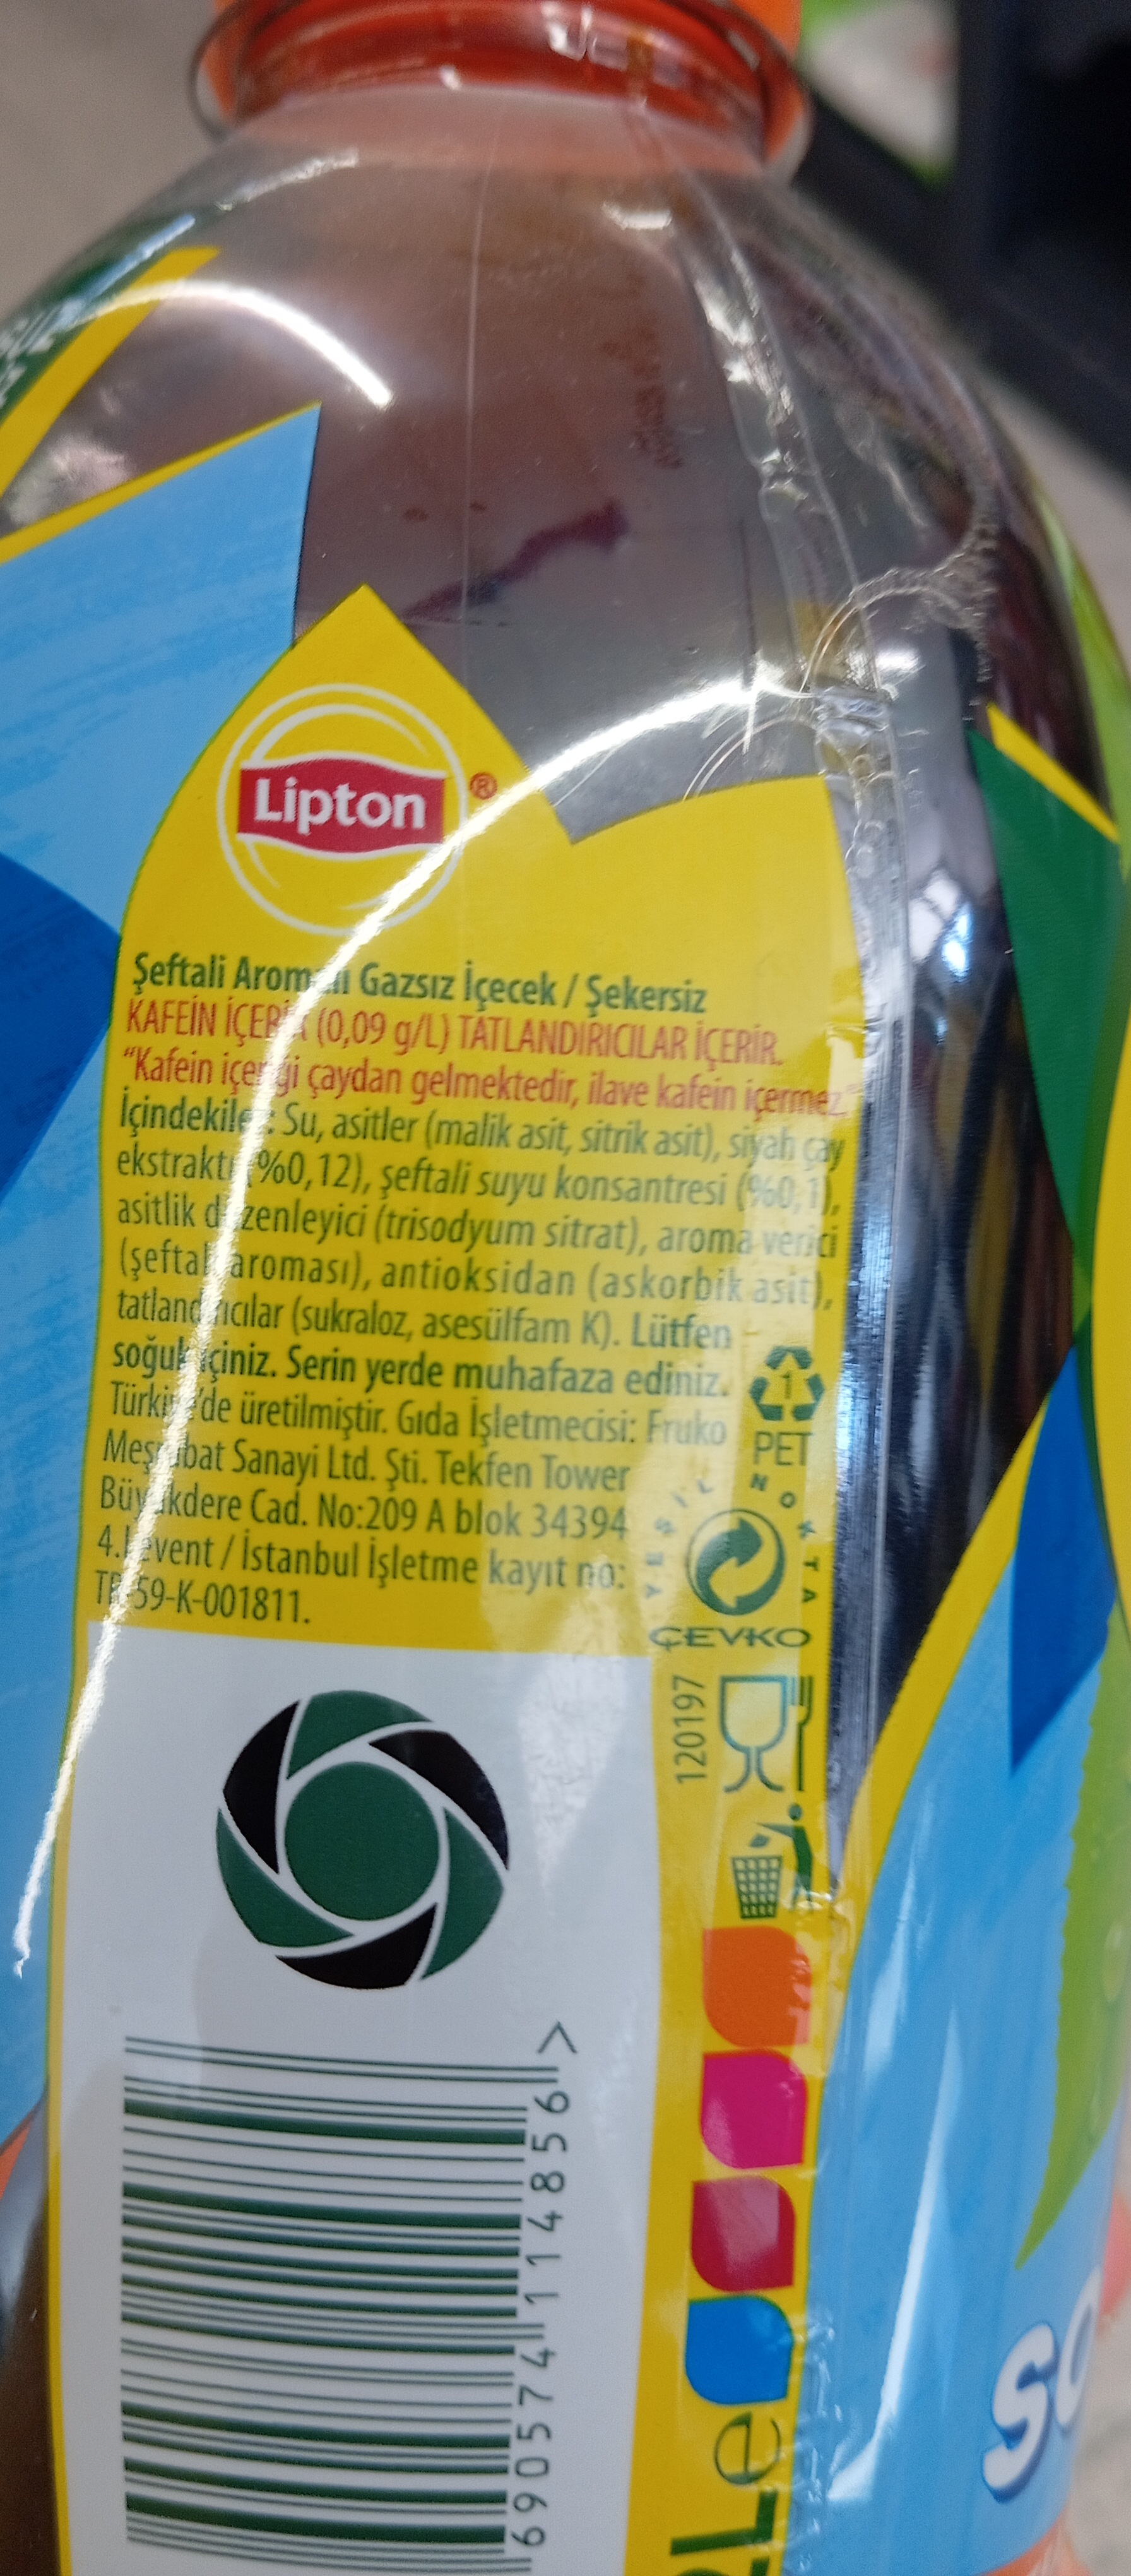 Lipton®
Şeftali Aromalı Gazsız İçecek / Şekersiz
KAFEİN İÇERİR (0,09 g/L) TATLANDIRICILAR İÇERİR.
"Kafein içeriği çaydan gelmektedir, ilave kafein içermez."
İçindekiler: Su, asitler (malik asit, sitrik asit), siyah çay
ekstraktı (%0,12), şeftali suyu konsantresi (%0,1),
asitlik düzenleyici (trisodyum sitrat), aroma verici
(şeftali aroması), antioksidan (askorbik asit),
tatlandırıcılar (sukraloz, asesülfam K). Lütfen
soğuk içiniz. Serin yerde muhafaza ediniz.
Türkiye'de üretilmiştir. Gıda İşletmecisi: Fruko
Meşrubat Sanayi Ltd. Şti. Tekfen Tower
Büyükdere Cad. No:209 A blok 34394
4.Levent / İstanbul İşletme kayıt no:
TR-59-K-001811.
1
PET
YEŞİL NOKTA
ÇEVKO
120197
6905741114856 >
Le
so